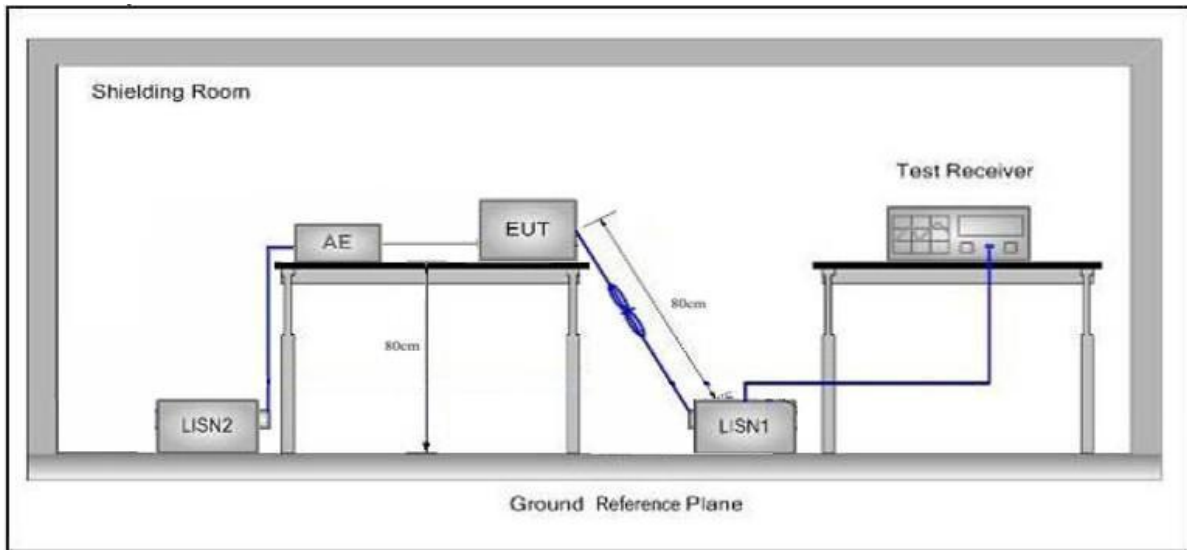 Shielding Room
Test Receiver
AE
EUT
80cm
80cm
LISN2
LISN1
Ground Reference Plane